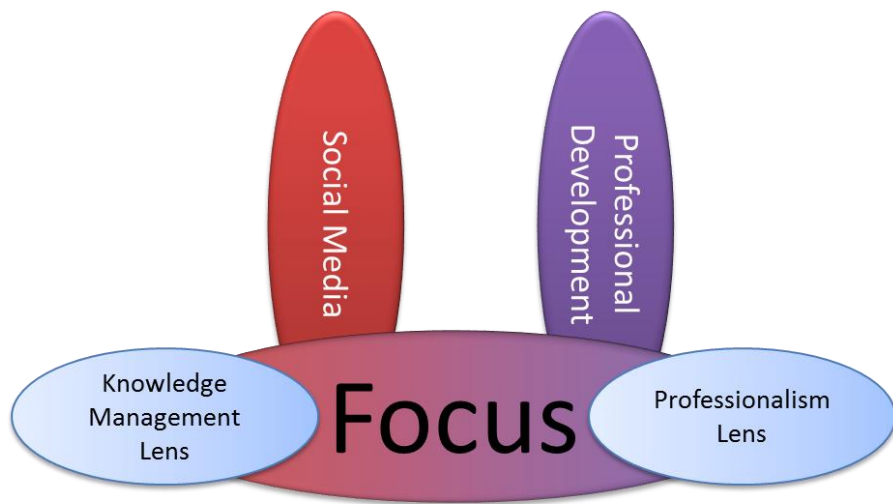 Social Media
Professional
Development
Knowledge
Management
Lens
Focus
Professionalism
Lens